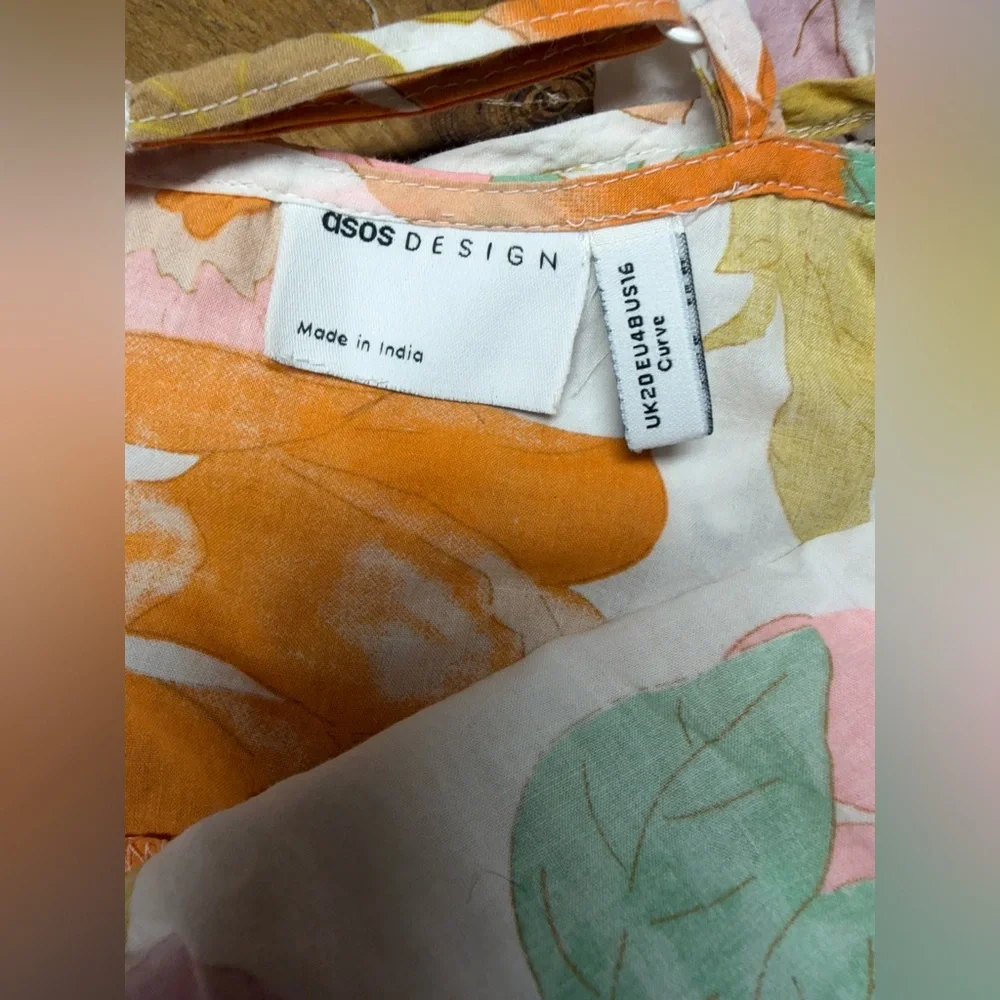 asos DESIGN
Made in India
UK20EU48US16
Curve